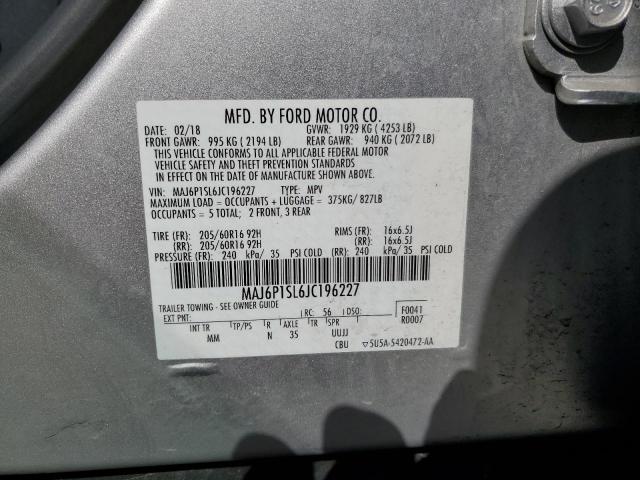 MFD. BY FORD MOTOR CO.
DATE: 02/18 GVWR: 1929 KG ( 4253 LB)
FRONT GAWR: 995 KG ( 2194 LB) REAR GAWR: 940 KG ( 2072 LB)
THIS VEHICLE CONFORMS TO ALL APPLICABLE FEDERAL MOTOR
VEHICLE SAFETY AND THEFT PREVENTION STANDARDS
IN EFFECT ON THE DATE OF MANUFACTURE SHOWN ABOVE.
VIN: MAJ6P1SL6JC196227 TYPE: MPV
MAXIMUM LOAD = OCCUPANTS + LUGGAGE = 375KG/ 827LB
OCCUPANTS = 5 TOTAL; 2 FRONT, 3 REAR
TIRE (FR): 205/60R16 92H RIMS (FR): 16x6.5J
(RR): 205/60R16 92H (RR): 16x6.5J
PRESSURE (FR): 240 kPa/ 35 PSI COLD (RR): 240 kPa/ 35 PSI COLD
MAJ6P1SL6JC196227
TRAILER TOWING - SEE OWNER GUIDE
EXT PNT: RC: 56 DSO: F0041
R0007
INT TR TP/PS R AXLE TR SPR
MM N 35 UUJJ
CBU ▽5U5A-5420472-AA